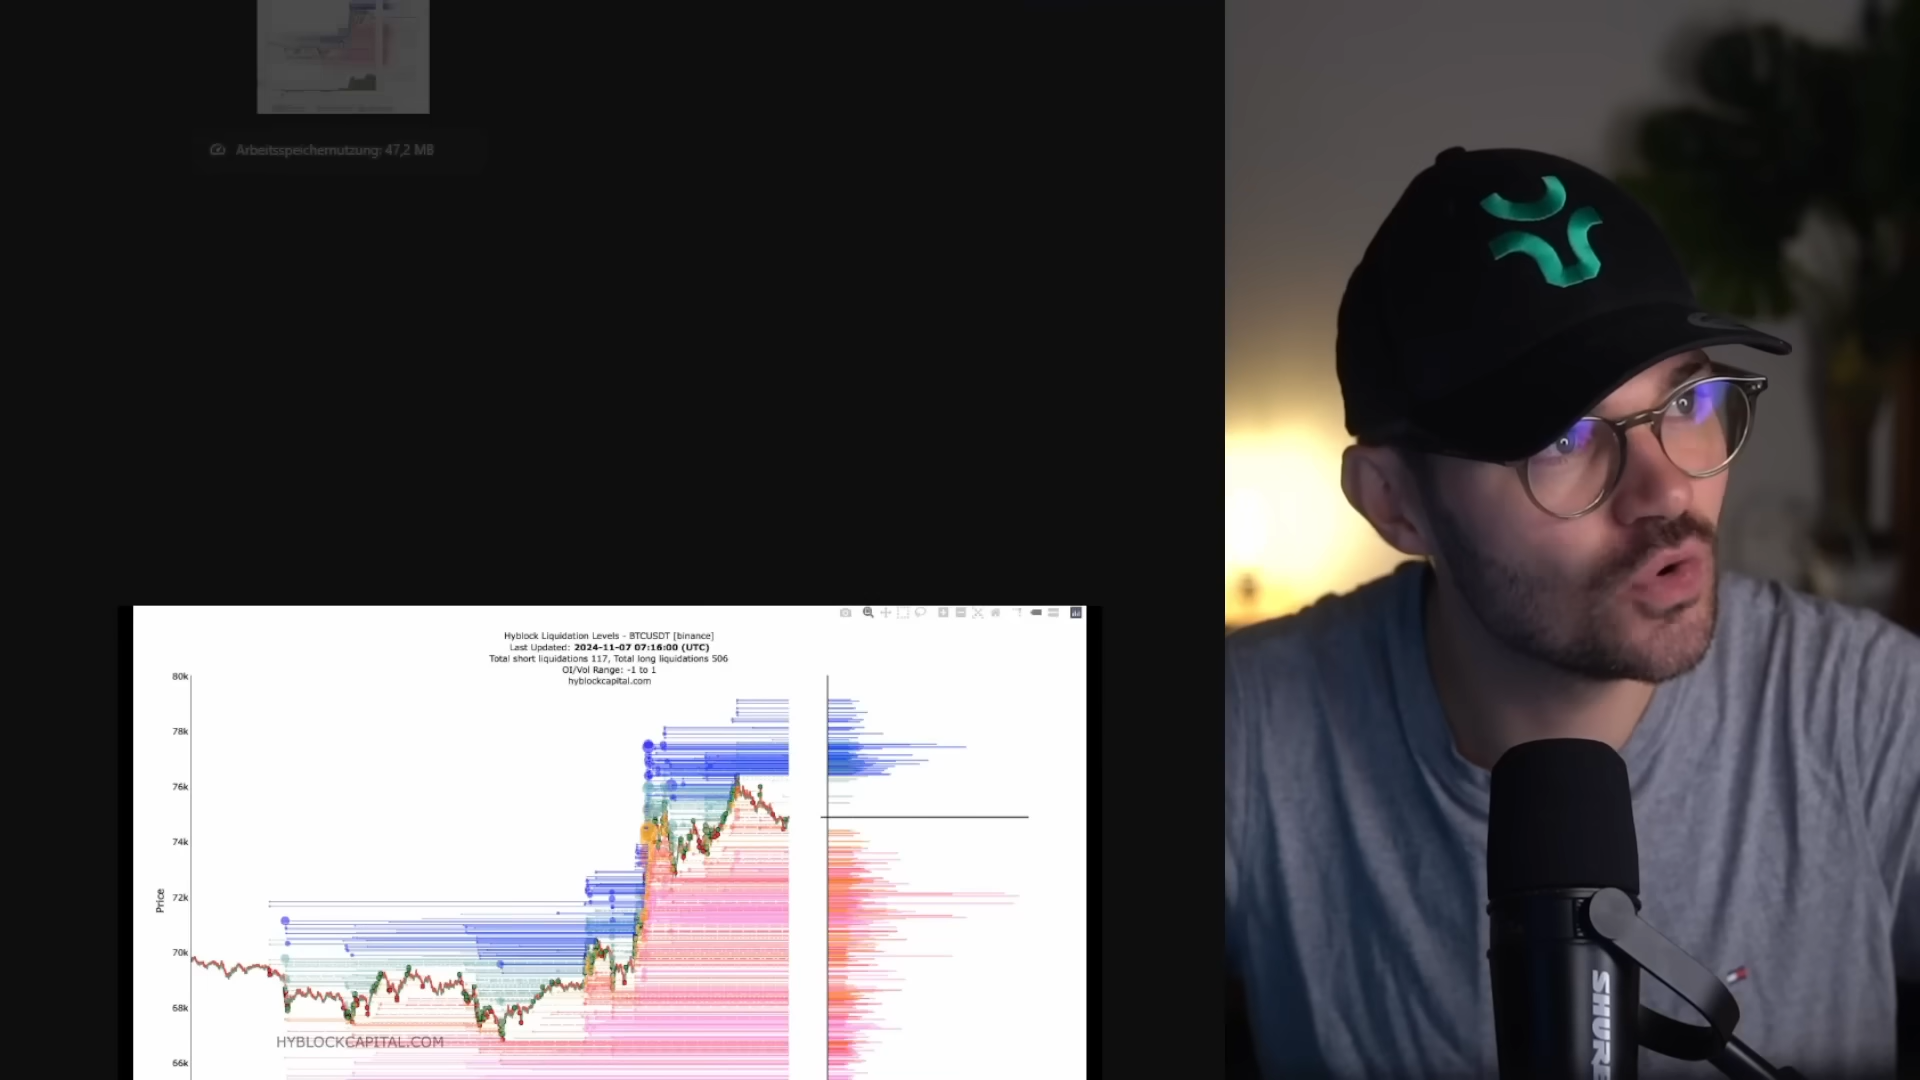 Arbeitsspeichernutzung: 47,2 MB
Hyblock Liquidation Levels - BTCUSDT [binance]
Last Updated: 2024-11-07 07:16:00 (UTC)
Total short liquidations 117, Total long liquidations 506
OI/Vol Range: -1 to 1
hyblockcapital.com
80k
78k
76k
74k
72k
70k
68k
66k
Price
HYBLOCKCAPITAL.COM
SHURE